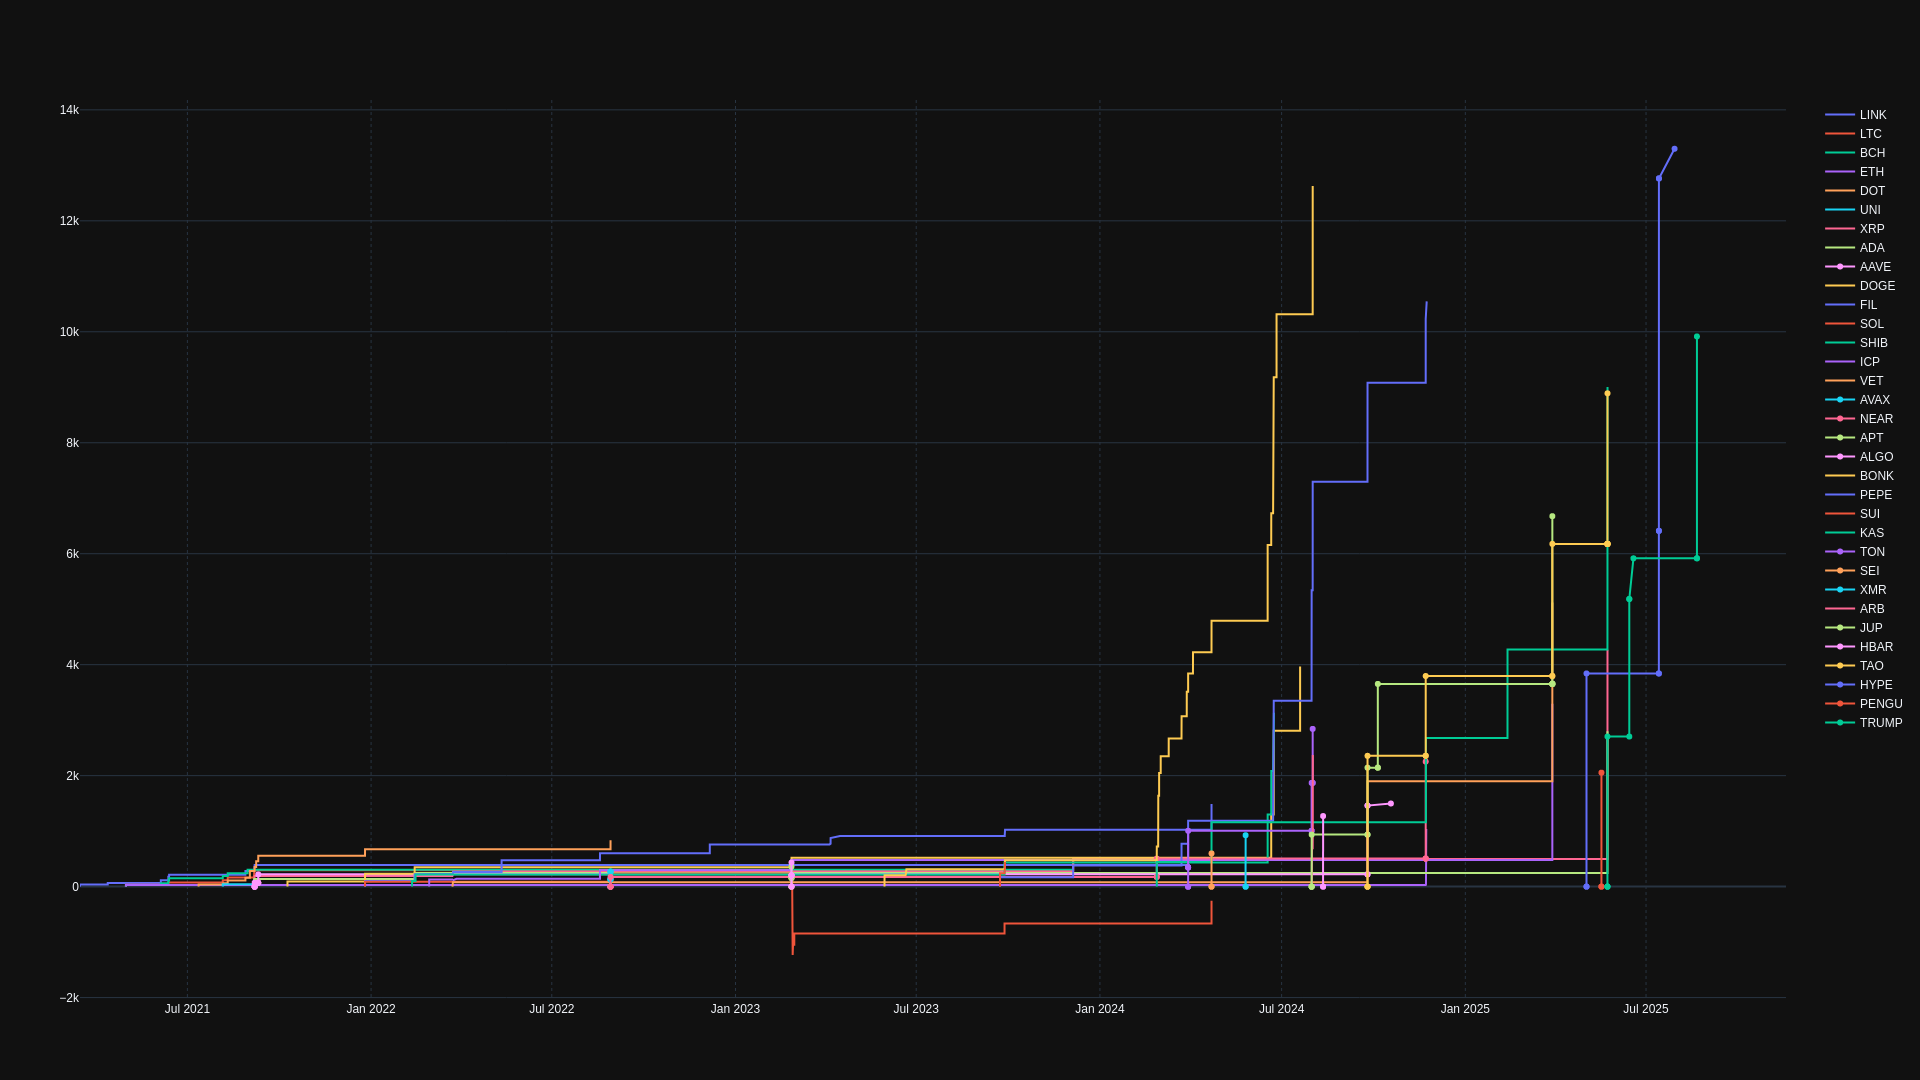 14k
12k
10k
8k
6k
4k
2k
0
−2k
Jul 2021
Jan 2022
Jul 2022
Jan 2023
Jul 2023
Jan 2024
Jul 2024
Jan 2025
Jul 2025
LINK
LTC
BCH
ETH
DOT
UNI
XRP
ADA
AAVE
DOGE
FIL
SOL
SHIB
ICP
VET
AVAX
NEAR
APT
ALGO
BONK
PEPE
SUI
KAS
TON
SEI
XMR
ARB
JUP
HBAR
TAO
HYPE
PENGU
TRUMP